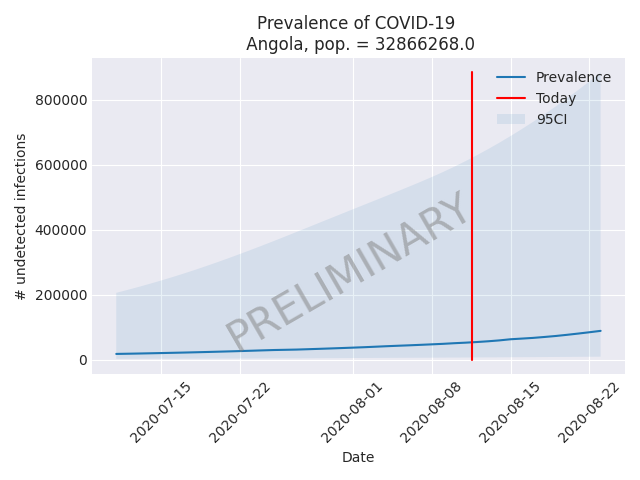 Prevalence of COVID-19
Angola, pop. = 32866268.0
Prevalence
Today
95CI
800000
600000
400000
200000
0
# undetected infections
PRELIMINARY
2020-07-15
2020-07-22
2020-08-01
2020-08-08
2020-08-15
2020-08-22
Date